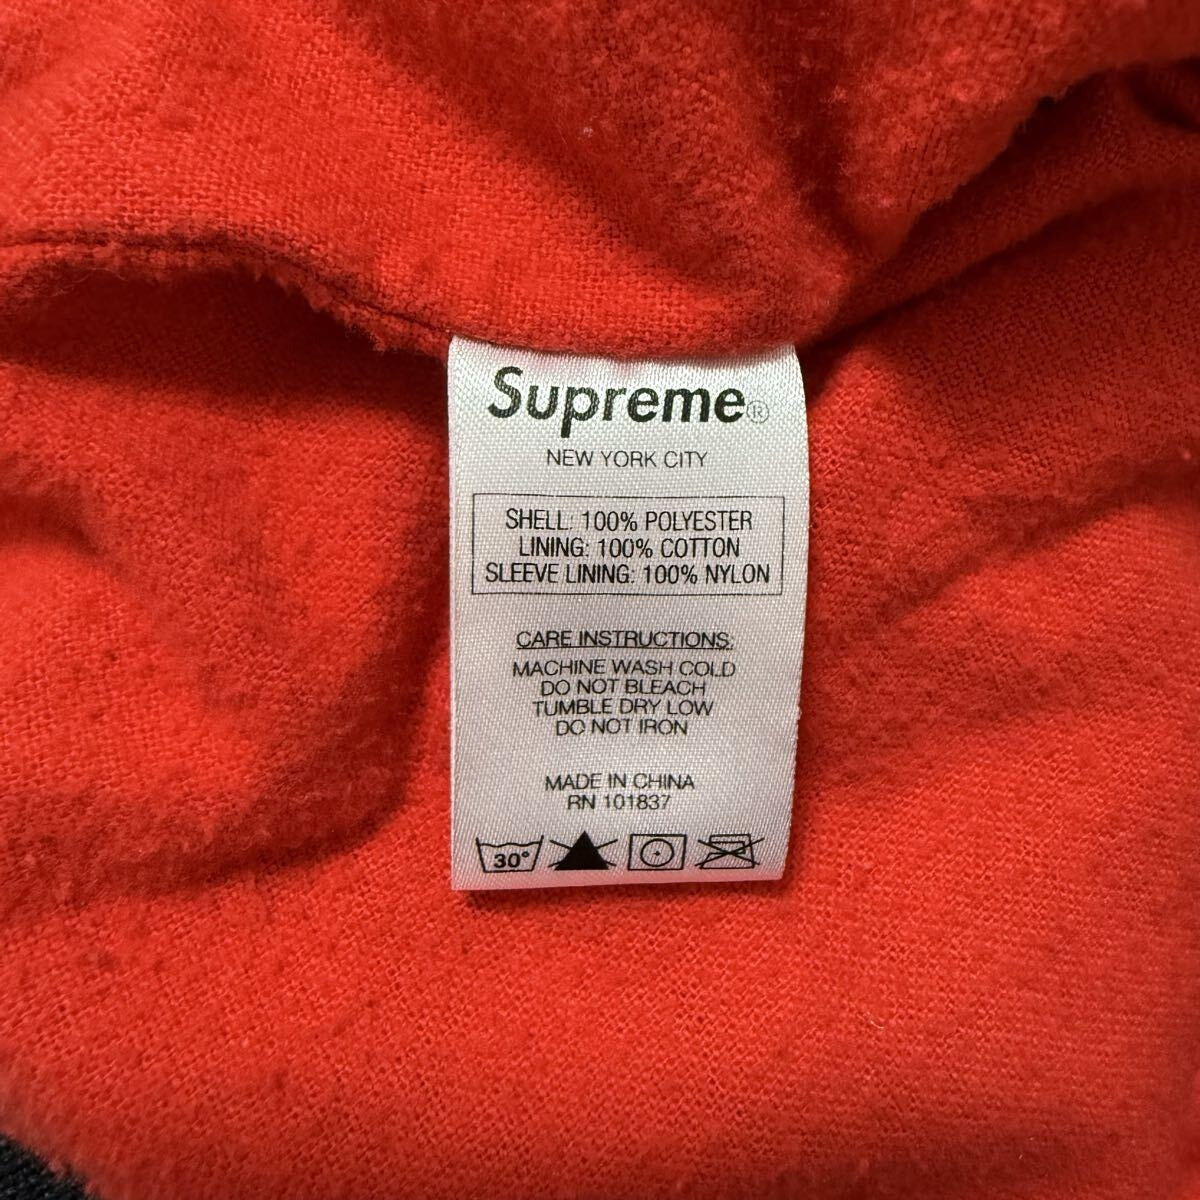 Supreme®
NEW YORK CITY
SHELL: 100% POLYESTER
LINING: 100% COTTON
SLEEVE LINING: 100% NYLON
CARE INSTRUCTIONS:
MACHINE WASH COLD
DO NOT BLEACH
TUMBLE DRY LOW
DO NOT IRON
MADE IN CHINA
RN 101837
30°